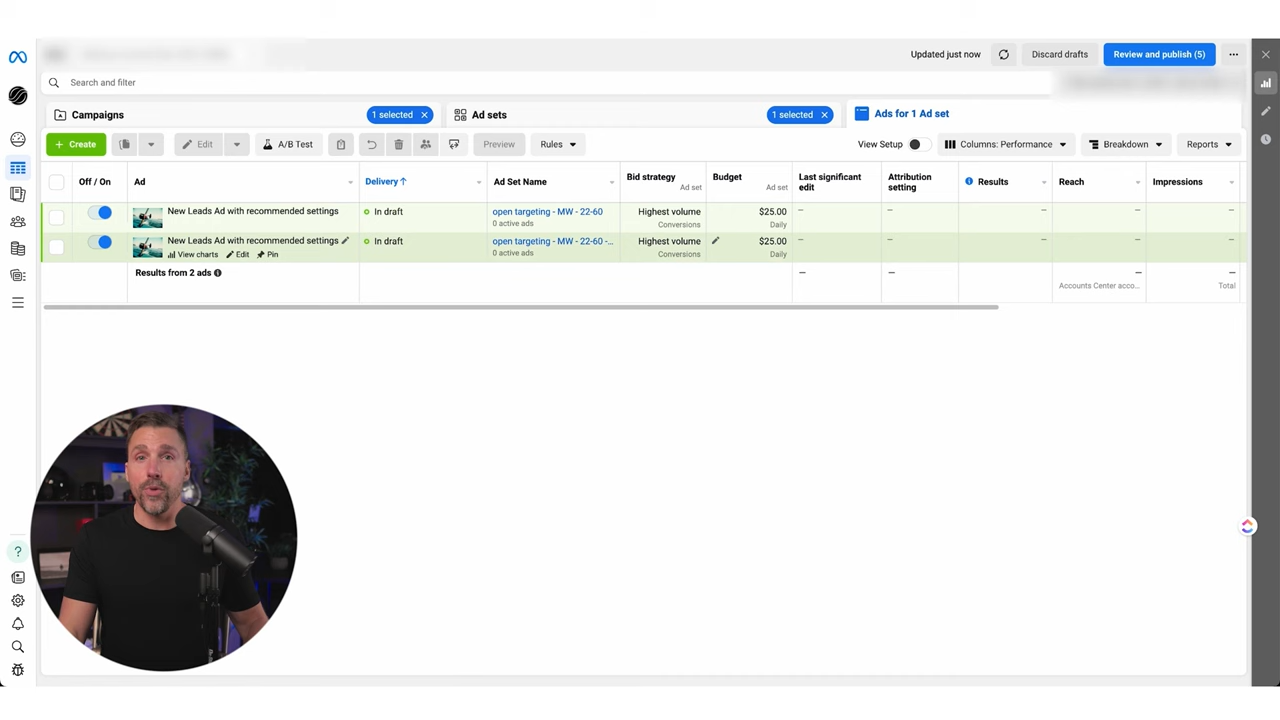 Updated just now
Discard drafts
Review and publish (5)
Search and filter
Campaigns
1 selected
Ad sets
1 selected
Ads for 1 Ad set
Create
Edit
A/B Test
Preview
Rules
View Setup
Columns: Performance
Breakdown
Reports
Off / On
Ad
Delivery ↑
Ad Set Name
Bid strategy
Ad set
Budget
Ad set
Last significant
edit
Attribution
setting
Results
Reach
Impressions
New Leads Ad with recommended settings
In draft
open targeting - MW - 22-60
0 active ads
Highest volume
Conversions
$25.00
Daily
—
—
—
—
—
New Leads Ad with recommended settings
View charts
Edit
Pin
In draft
open targeting - MW - 22-60 -...
0 active ads
Highest volume
Conversions
$25.00
Daily
—
—
—
—
—
Results from 2 ads
—
—
—
Accounts Center acco...
—
Total